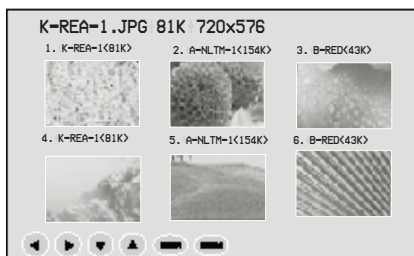 K-REA-1.JPG 81K 720x576
1. K-REA-1<81K> 2. A-NLTM-1<154K> 3. B-RED<43K>
4. K-REA-1<81K> 5. A-NLTM-1<154K> 6. B-RED<43K>